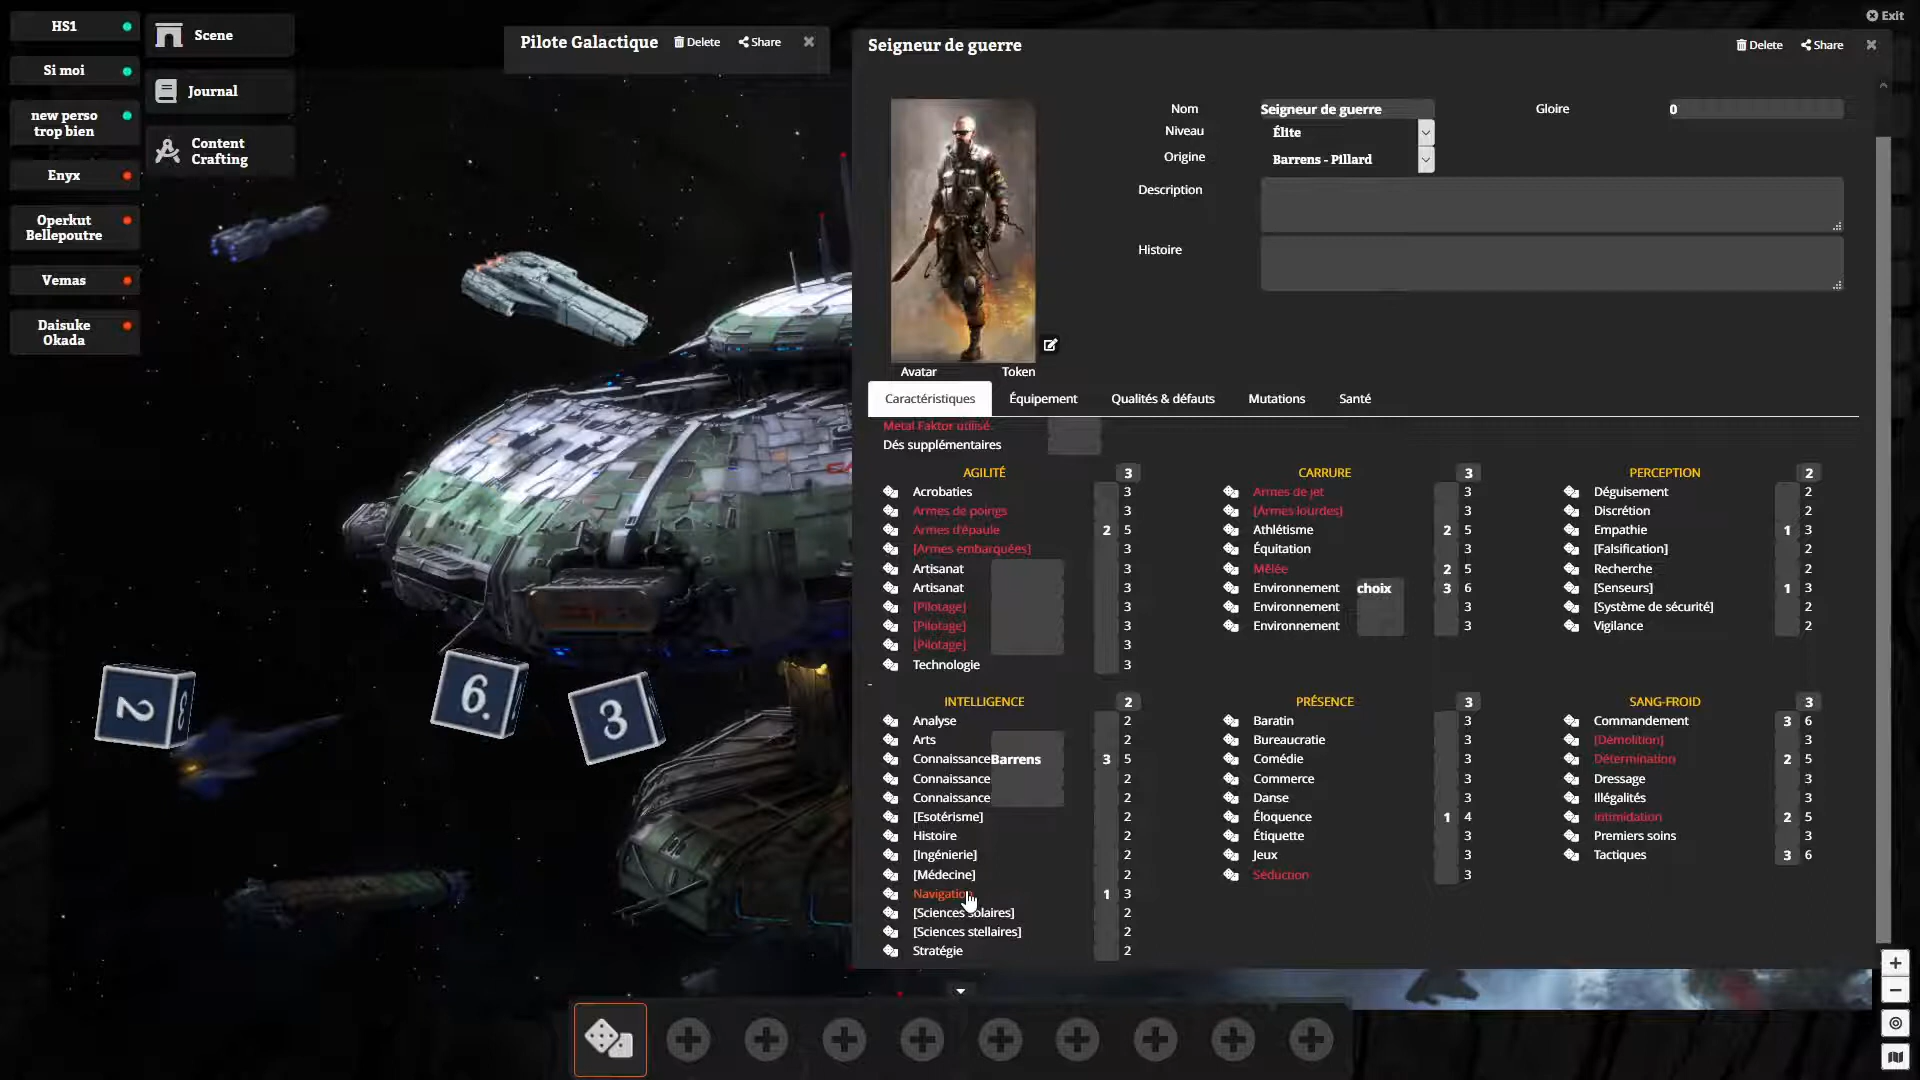 HS1
Si moi
new perso
trop bien
Enyx
Operkut
Bellepoutre
Vemas
Daisuke
Okada
Scene
Journal
Content
Crafting
Pilote Galactique
Delete
Share
Exit
Seigneur de guerre
Delete
Share
Nom
Seigneur de guerre
Gloire
0
Niveau
Élite
Origine
Barrens - Pillard
Description
Histoire
Avatar
Token
Caractéristiques
Équipement
Qualités & défauts
Mutations
Santé
Metal Faktor utilisé
Dés supplémentaires
AGILITÉ 3
Acrobaties 3
Armes de poings 3
Armes d'épaule 2 5
[Armes embarquées] 3
Artisanat 3
Artisanat 3
[Pilotage] 3
[Pilotage] 3
[Pilotage] 3
Technologie 3
CARRURE 3
Armes de jet 3
[Armes lourdes] 3
Athlétisme 2 5
Équitation 3
Mêlée 2 5
Environnement choix 3 6
Environnement 3
Environnement 3
PERCEPTION 2
Déguisement 2
Discrétion 2
Empathie 1 3
[Falsification] 2
Recherche 2
[Senseurs] 1 3
[Système de sécurité] 2
Vigilance 2
-
INTELLIGENCE 2
Analyse 2
Arts 2
Connaissance Barrens 3 5
Connaissance 2
Connaissance 2
[Esotérisme] 2
Histoire 2
[Ingénierie] 2
[Médecine] 2
Navigation 1 3
[Sciences solaires] 2
[Sciences stellaires] 2
Stratégie 2
PRÉSENCE 3
Baratin 3
Bureaucratie 3
Comédie 3
Commerce 3
Danse 3
Éloquence 1 4
Étiquette 3
Jeux 3
Séduction 3
SANG-FROID 3
Commandement 3 6
[Démolition] 3
Détermination 2 5
Dressage 3
Illégalités 3
Intimidation 2 5
Premiers soins 3
Tactiques 3 6
2
6.
3